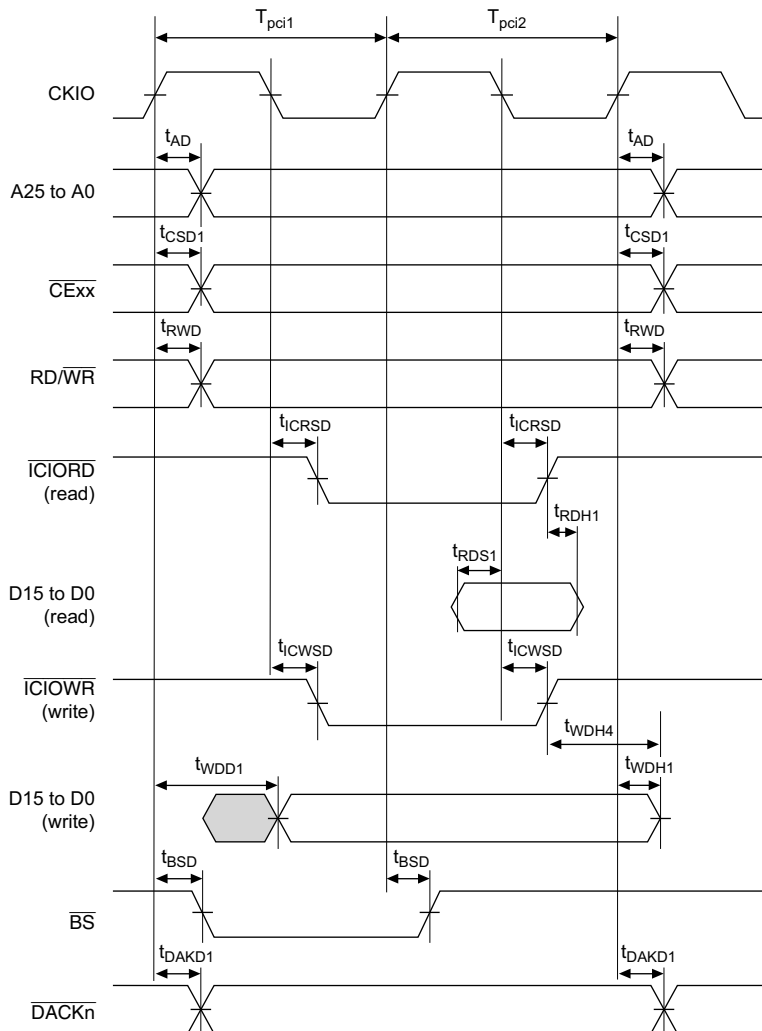 Tpci1 Tpci2
CKIO
tAD tAD
A25 to A0
tCSD1 tCSD1
CExx
tRWD tRWD
RD/WR
tICRSD tICRSD
ICIORD
(read)
tRDH1
tRDS1
D15 to D0
(read)
tICWSD tICWSD
ICIOWR
(write)
tWDH4
tWDD1 tWDH1
D15 to D0
(write)
tBSD tBSD
BS
tDAKD1 tDAKD1
DACKn